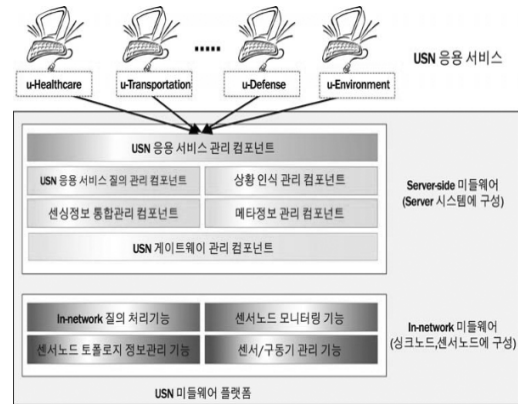 USN 응용 서비스
u-Healthcare
u-Transportation
u-Defense
u-Environment
USN 응용 서비스 관리 컴포넌트
USN 응용 서비스 질의 관리 컴포넌트
상황 인식 관리 컴포넌트
센싱정보 통합관리 컴포넌트
메타정보 관리 컴포넌트
USN 게이트웨이 관리 컴포넌트
Server-side 미들웨어
(Server 시스템에 구성)
In-network 질의 처리기능
센서노드 모니터링 기능
센서노드 토폴로지 정보관리 기능
센서/구동기 관리 기능
In-network 미들웨어
(싱크노드,센서노드에 구성)
USN 미들웨어 플랫폼